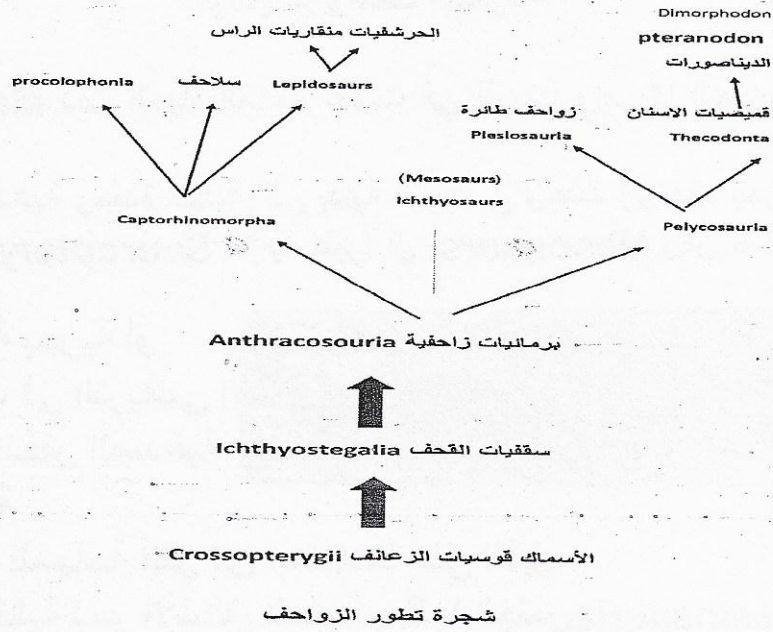 Dimorphodon
pteranodon
الديناصورات
الحرشفيات منقاريات الراس
procolophonia
سلاحف
Lepidosaurs
زواحف طائرة
Plesiosauria
قميصيات الاسنان
Thecodonta
(Mesosaurs)
Ichthyosaurs
Captorhinomorpha
Pelycosauria
برمائيات زاحفية Anthracosouria
سقفيات القحف Ichthyostegalia
الأسماك قوسيات الزعانف Crossopterygii
شجرة تطور الزواحف